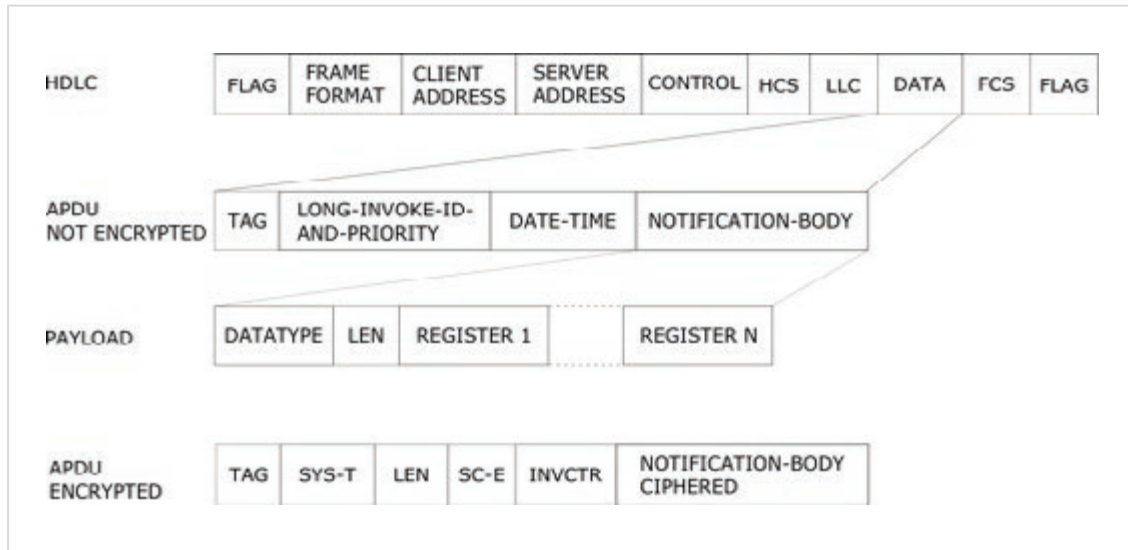 HDLC
FLAG
FRAME
FORMAT
CLIENT
ADDRESS
SERVER
ADDRESS
CONTROL
HCS
LLC
DATA
FCS
FLAG
APDU
NOT ENCRYPTED
TAG
LONG-INVOKE-ID-
AND-PRIORITY
DATE-TIME
NOTIFICATION-BODY
PAYLOAD
DATATYPE
LEN
REGISTER 1
REGISTER N
APDU
ENCRYPTED
TAG
SYS-T
LEN
SC-E
INVCTR
NOTIFICATION-BODY
CIPHERED